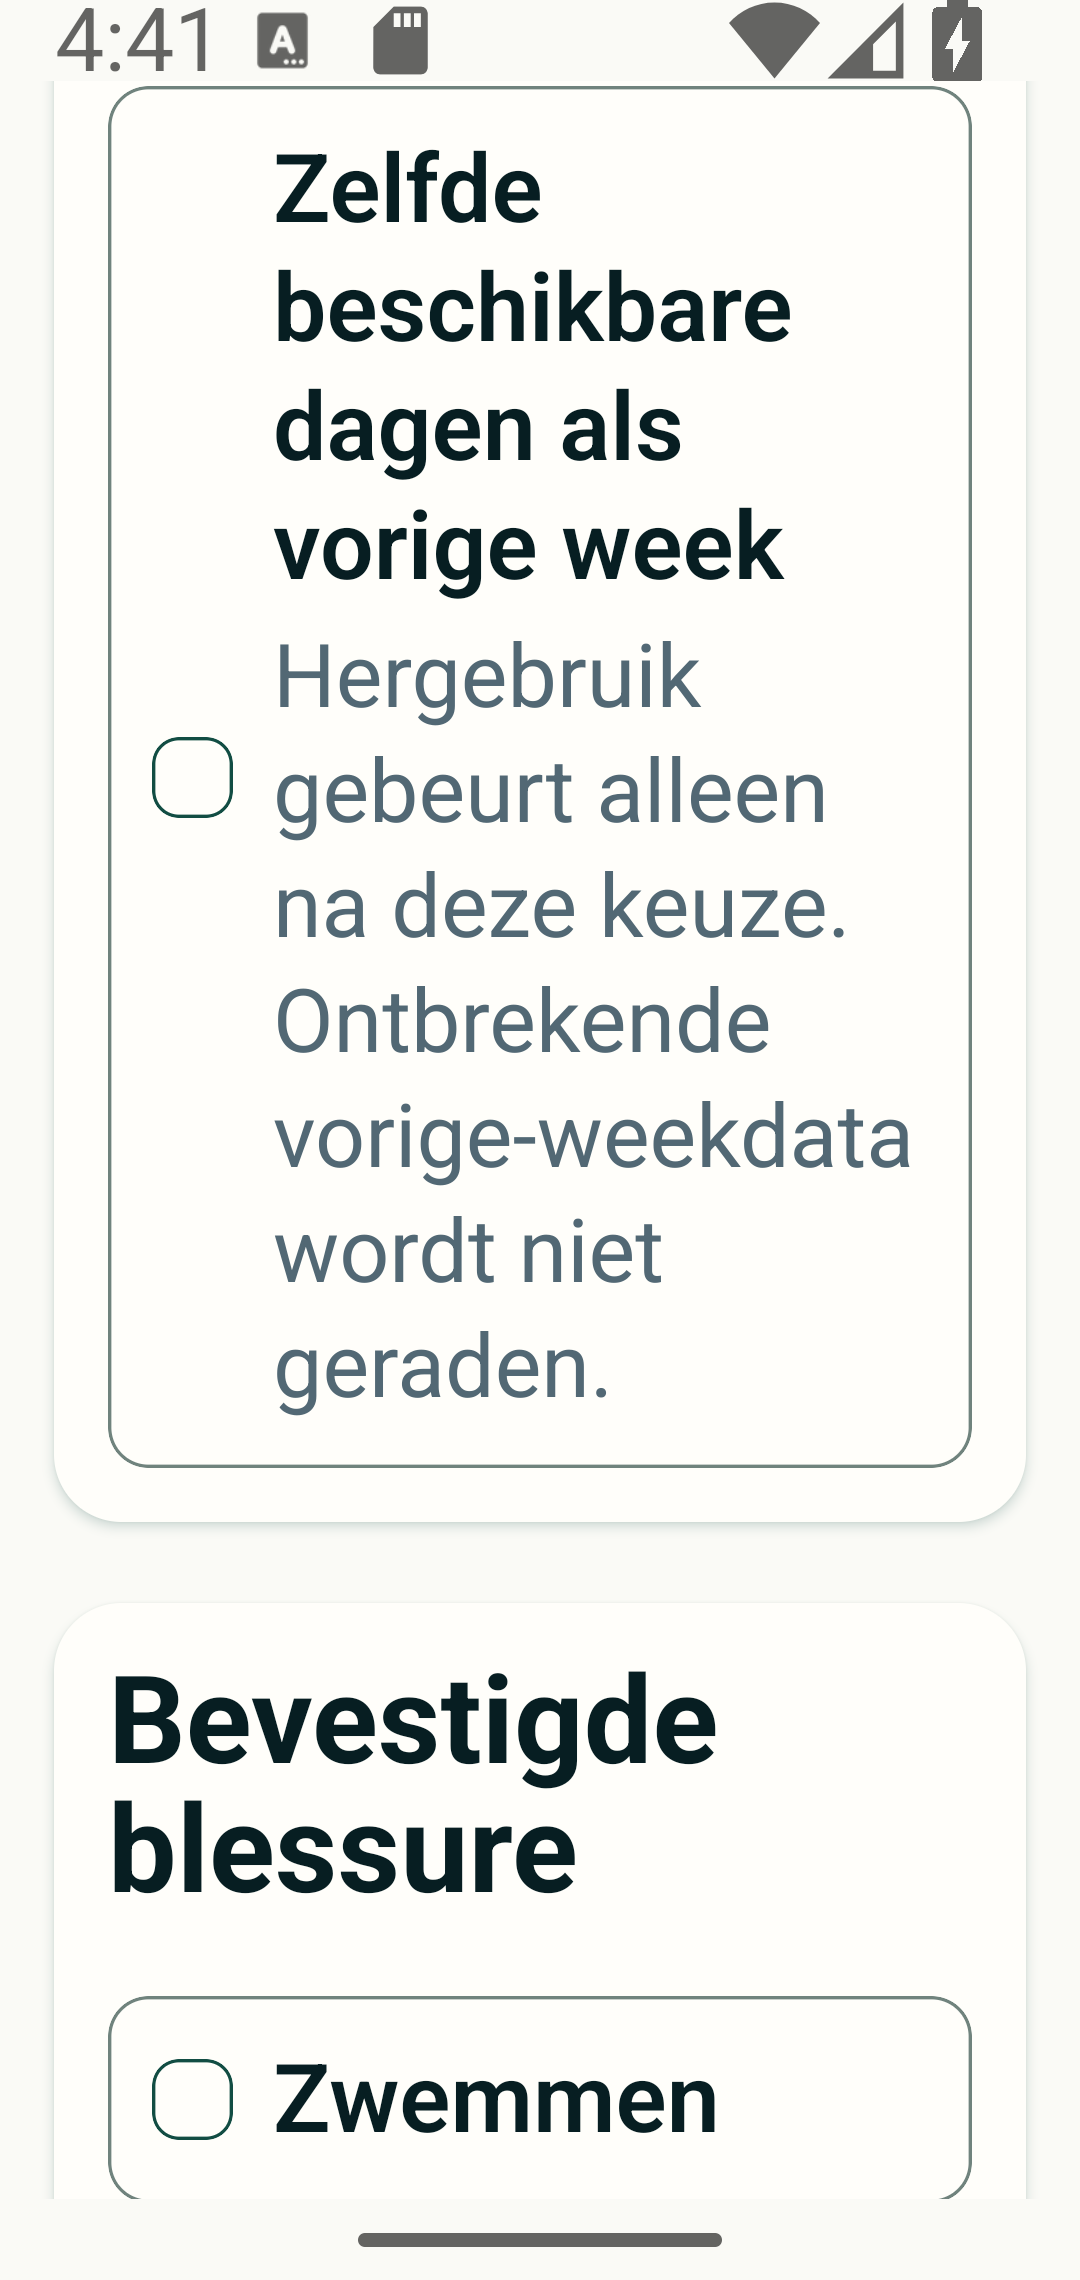 4:41
Zelfde
beschikbare
dagen als
vorige week
Hergebruik
gebeurt alleen
na deze keuze.
Ontbrekende
vorige-weekdata
wordt niet
geraden.
Bevestigde
blessure
Zwemmen